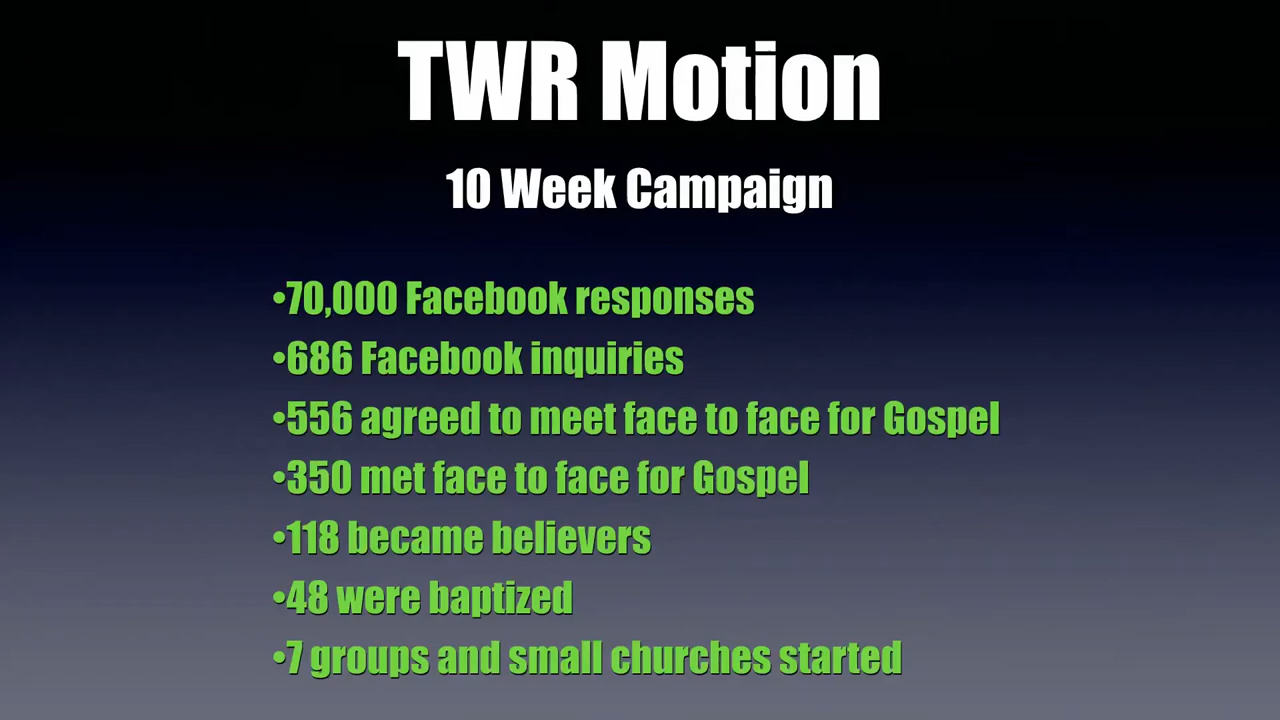 TWR Motion
10 Week Campaign
•70,000 Facebook responses
•686 Facebook inquiries
•556 agreed to meet face to face for Gospel
•350 met face to face for Gospel
•118 became believers
•48 were baptized
•7 groups and small churches started